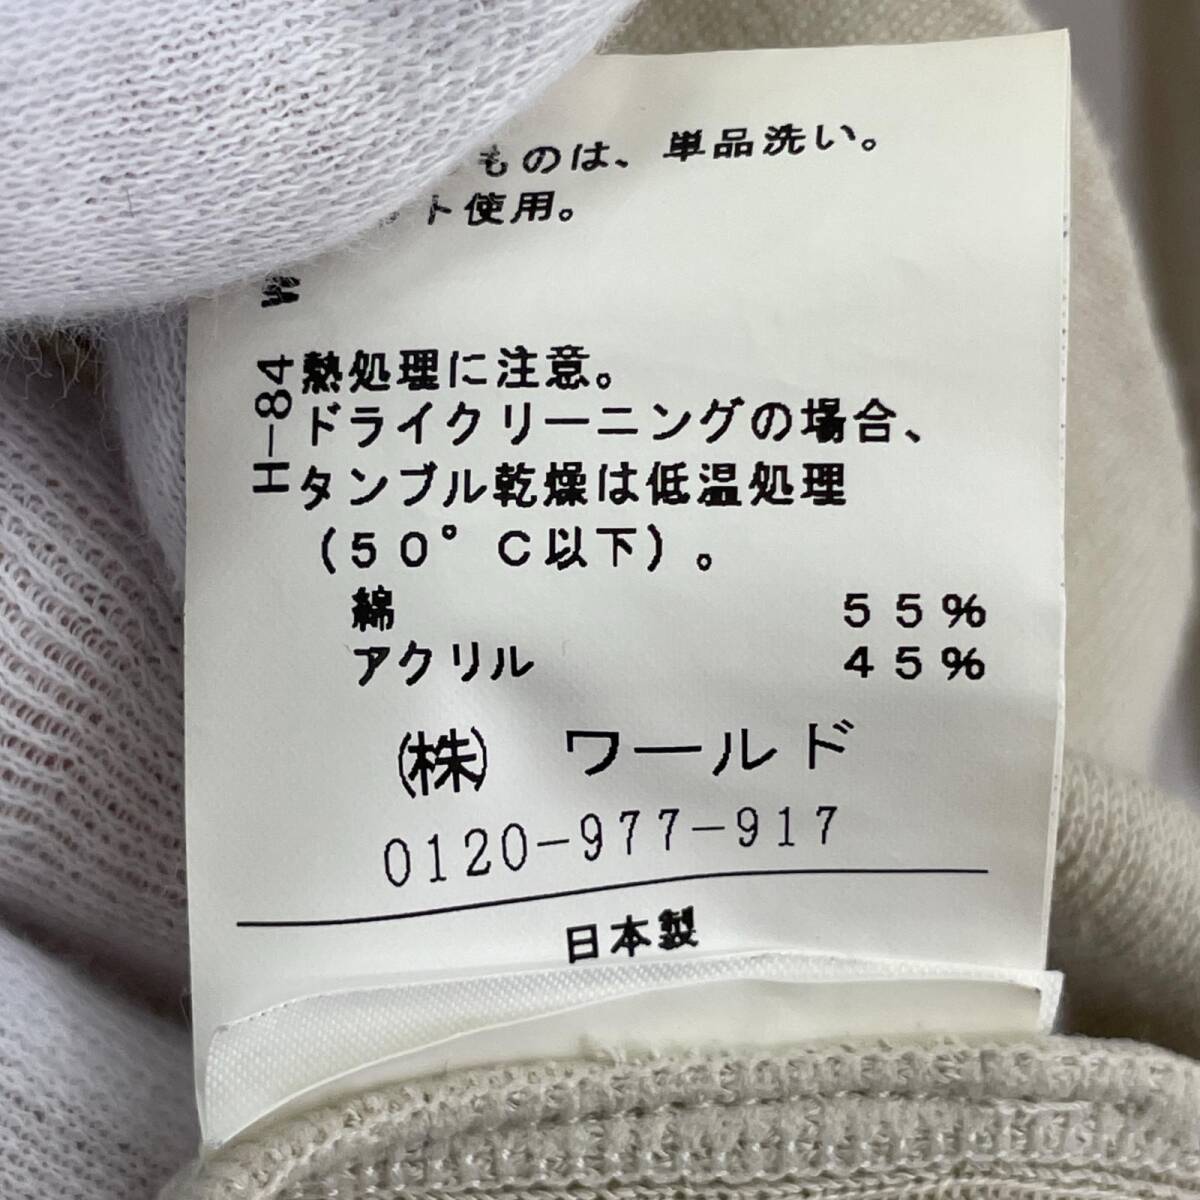 ものは、単品洗い。
ト使用。
W
H-84
熱処理に注意。
ドライクリーニングの場合、
タンブル乾燥は低温処理
(50°C以下)。
綿 55%
アクリル 45%
(株) ワールド
0120-977-917
日本製